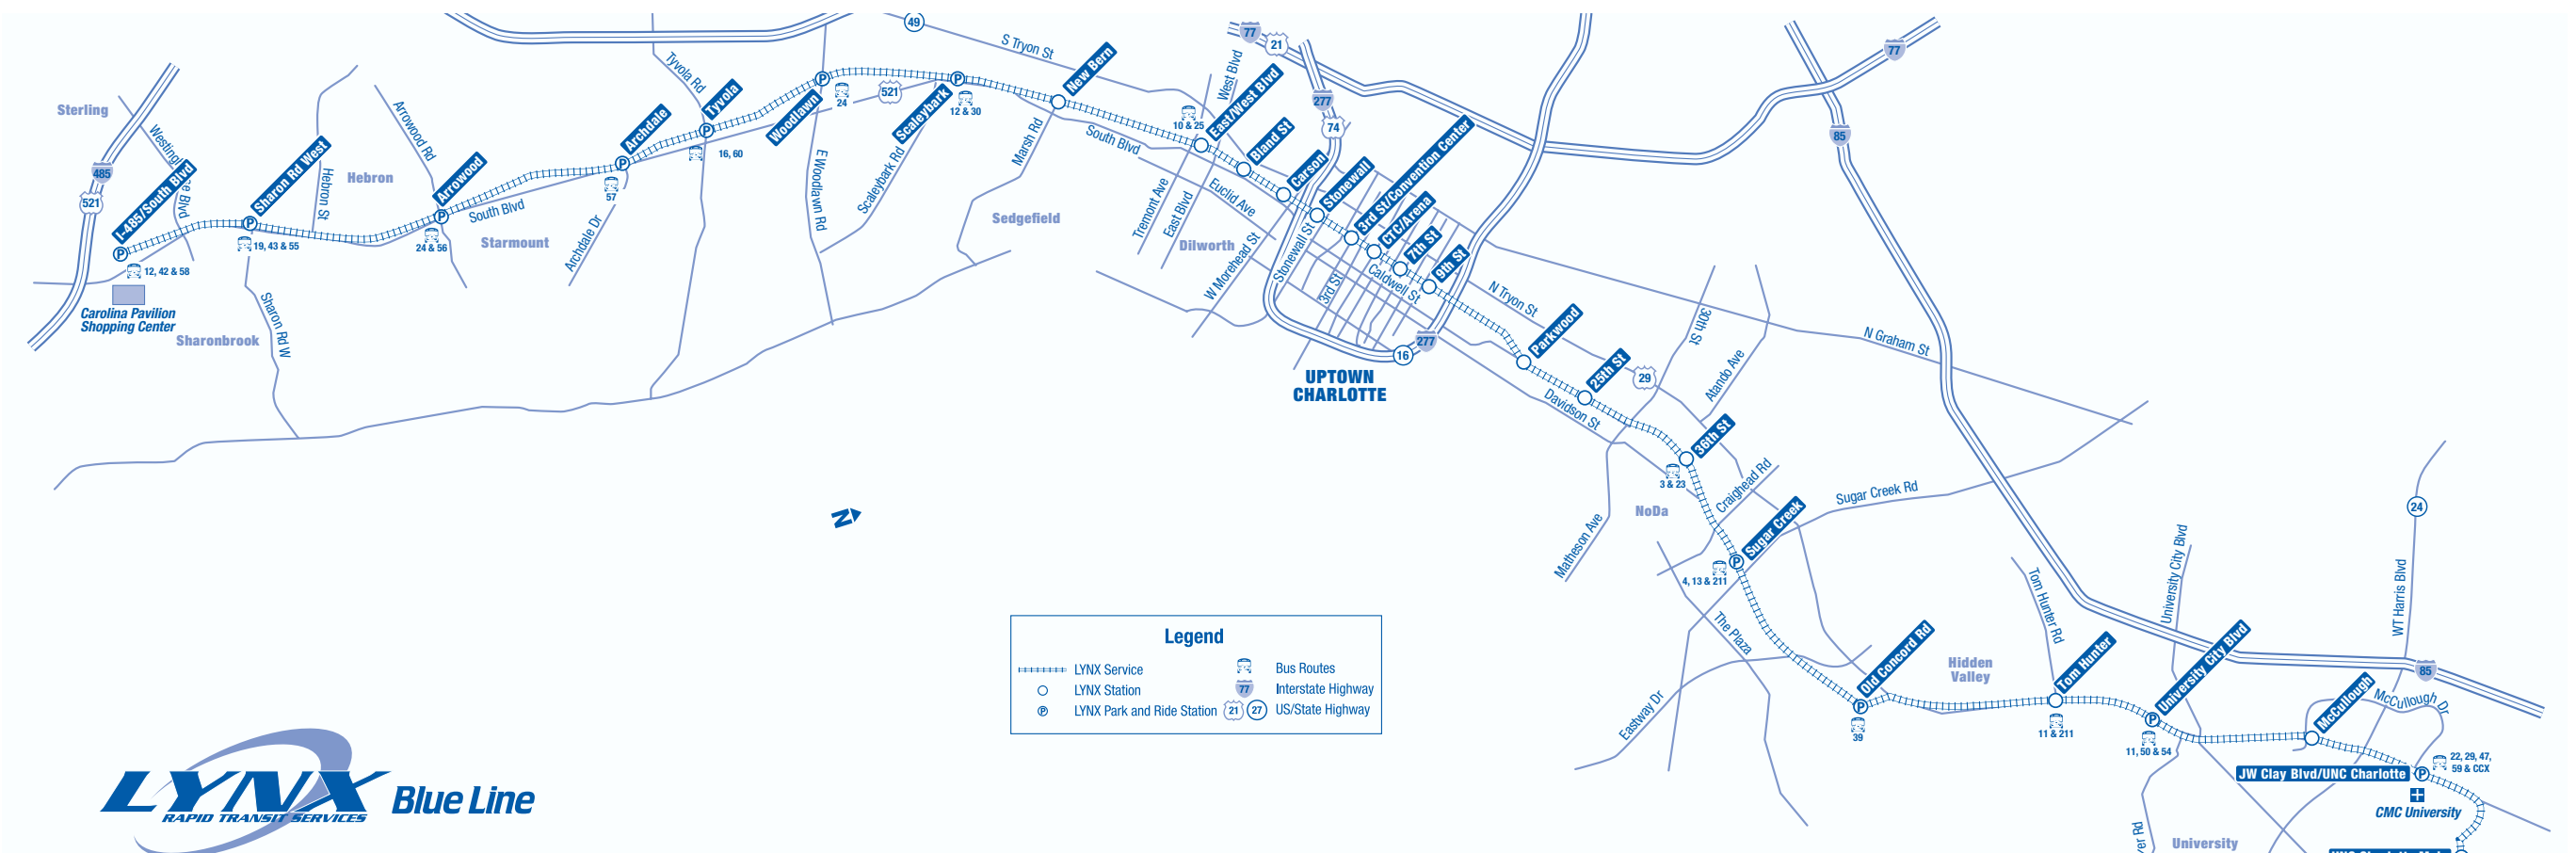 49
S Tryon St
77
21
West Blvd
77
Sterling
Westing
485
521
I-485/South Blvd
se Blvd
12, 42 & 58
Carolina Pavilion
Shopping Center
Sharonbrook
Sharon Rd West
19, 43 & 55
Sharon Rd W
Hebron St
Hebron
Arrowood Rd
Arrowood
24 & 56
South Blvd
Starmount
Archdale
57
Archdale Dr
Tyvola Rd
Tyvola
16, 60
Woodlawn
24
E Woodlawn Rd
521
Scaleybark
12 & 30
Scaleybark Rd
New Bern
Marsh Rd
South Blvd
Sedgefield
10 & 25
East/West Blvd
Tremont Ave
East Blvd
Dilworth
Euclid Ave
W Morehead St
Bland St
Carson
277
74
Stonewall
Stonewall St
3rd St/Convention Center
3rd St
CTC/Arena
7th St
9th St
Caldwell St
277
16
UPTOWN
CHARLOTTE
N Tryon St
Parkwood
25th St
29
Davidson St
30th St
Atando Ave
N Graham St
85
36th St
3 & 23
NoDa
Matheson Ave
Craighead Rd
Sugar Creek
4, 13 & 211
Sugar Creek Rd
The Plaza
Eastway Dr
Old Concord Rd
39
Hidden
Valley
Tom Hunter Rd
Tom Hunter
11 & 211
University City Blvd
University City Blvd
11, 50 & 54
24
WT Harris Blvd
85
McCullough
McCullough Dr
JW Clay Blvd/UNC Charlotte
22, 29, 47,
59 & CCX
CMC University
University
er Rd
N
Legend
LYNX Service
LYNX Station
P LYNX Park and Ride Station
Bus Routes
77 Interstate Highway
21 27 US/State Highway
LYNX
RAPID TRANSIT SERVICES
Blue Line